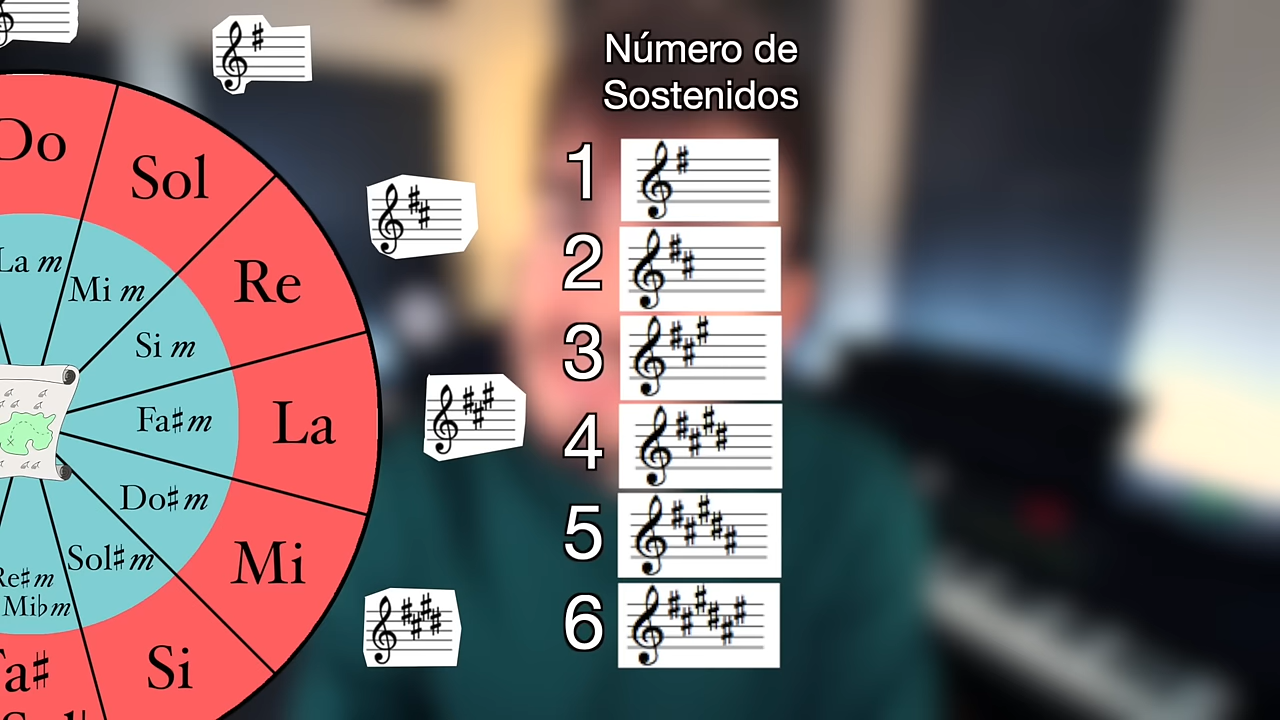 Número de
Sostenidos
1
2
3
4
5
6
Do
Sol
Re
La
Mi
Si
Fa♯
La m
Mi m
Si m
Fa♯m
Do♯m
Sol♯m
Re♯m
Mi♭m